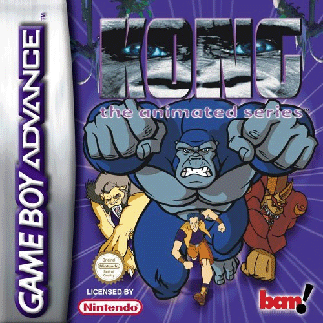 GAME BOY ADVANCE
KONG
the animated series
LICENSED BY
Nintendo
bam!